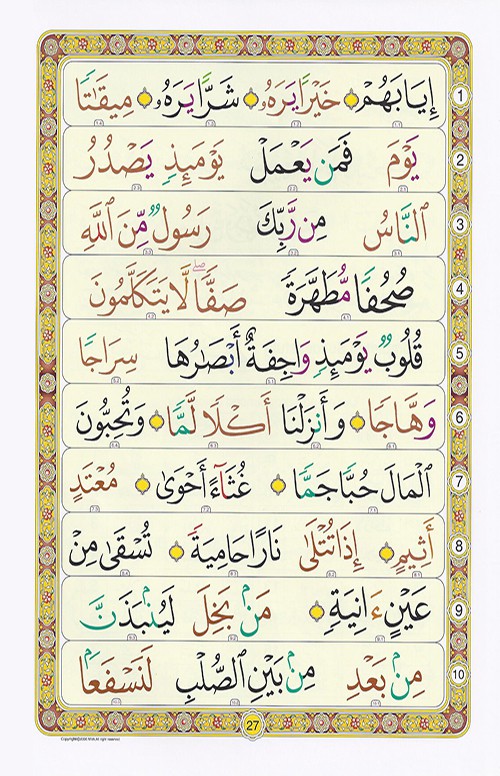 إِيَابَهُمْ ۝ خَيْرًا يَرَهُۥ ۝ شَرًّا يَرَهُۥ ۝ مِيقَٰتًا
1
يَوْمَ فَمَن يَعْمَلْ يَوْمَئِذٍ يَصْدُرُ
2
ٱلنَّاسُ مِن رَّبِّكَ رَسُولٌ مِّنَ ٱللَّهِ
3
صُحُفًا مُّطَهَّرَةً صَفًّا ۖ لَّا يَتَكَلَّمُونَ
4
قُلُوبٌ يَوْمَئِذٍ وَاجِفَةٌ أَبْصَٰرُهَا سِرَاجًا
5
وَهَّاجًا ۝ وَأَنزَلْنَا أَكْلًا لَّمًّا ۝ وَتُحِبُّونَ
6
ٱلْمَالَ حُبًّا جَمًّا ۝ غُثَآءً أَحْوَىٰ ۝ مُعْتَدٍ
7
أَثِيمٍ ۝ إِذَا تُتْلَىٰ نَارًا حَامِيَةً ۝ تُسْقَىٰ مِنْ
8
عَيْنٍ ءَانِيَةٍ ۝ مَنۢ بَخِلَ لَيُنۢبَذَنَّ
9
مِنۢ بَعْدِ مِنۢ بَيْنِ ٱلصُّلْبِ لَنَسْفَعًۢا
10
27